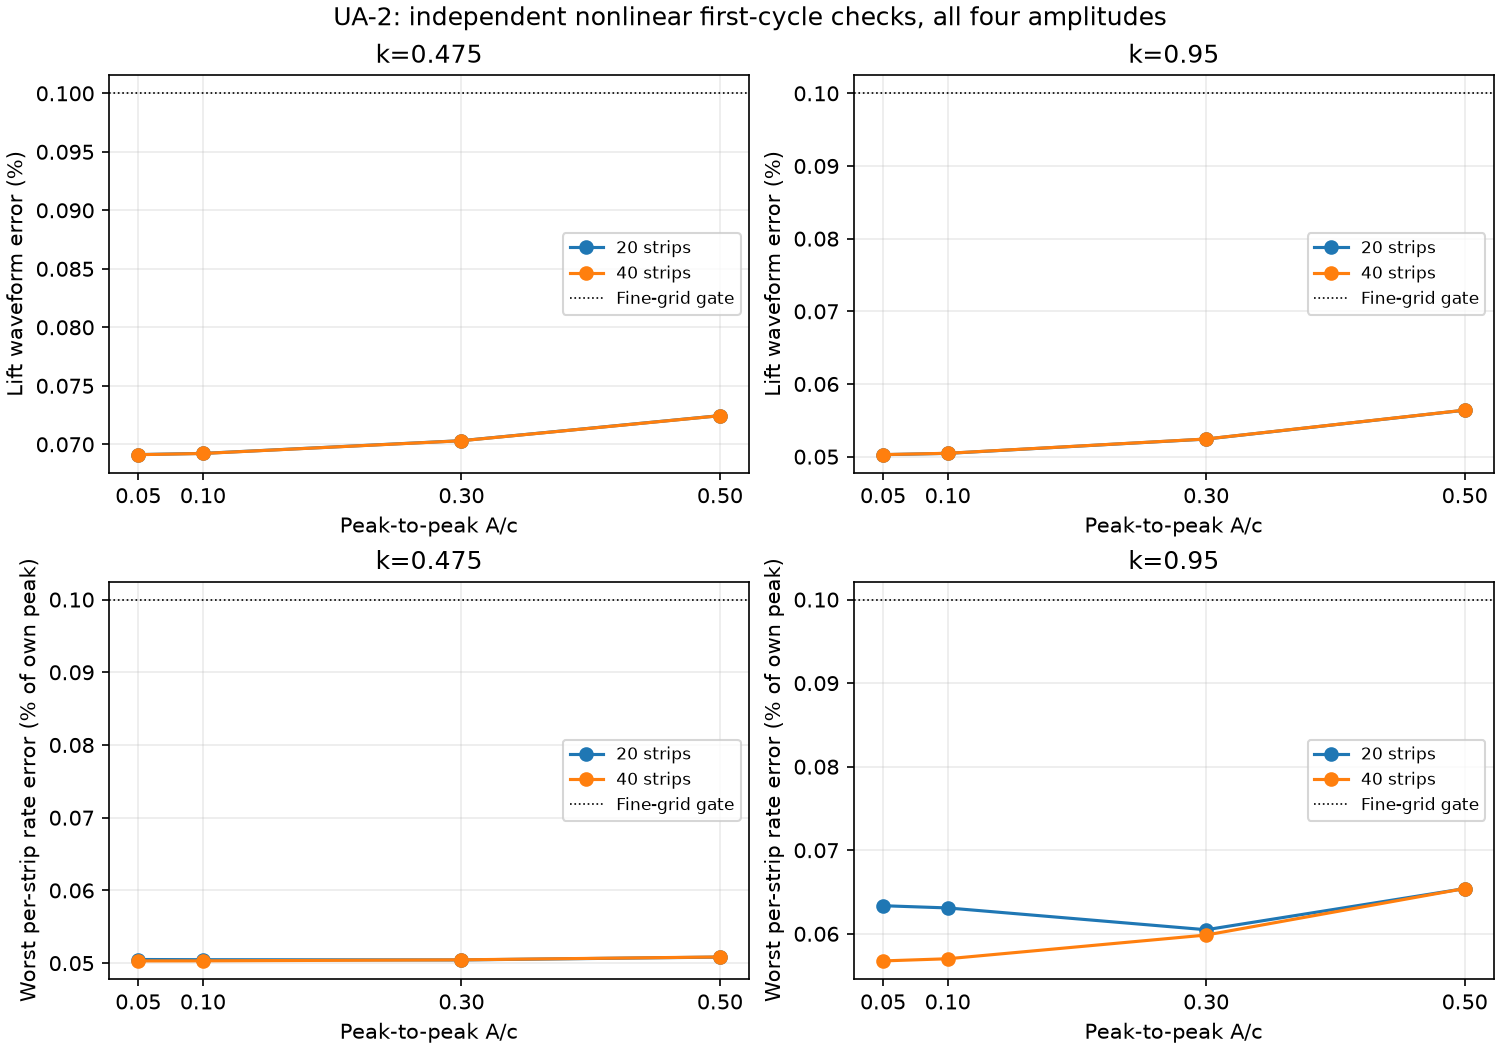 UA-2: independent nonlinear first-cycle checks, all four amplitudes
k=0.475
Lift waveform error (%)
0.100
0.095
0.090
0.085
0.080
0.075
0.070
20 strips
40 strips
Fine-grid gate
0.05 0.10 0.30 0.50
Peak-to-peak A/c
k=0.95
Lift waveform error (%)
0.10
0.09
0.08
0.07
0.06
0.05
20 strips
40 strips
Fine-grid gate
0.05 0.10 0.30 0.50
Peak-to-peak A/c
k=0.475
Worst per-strip rate error (% of own peak)
0.10
0.09
0.08
0.07
0.06
0.05
20 strips
40 strips
Fine-grid gate
0.05 0.10 0.30 0.50
Peak-to-peak A/c
k=0.95
Worst per-strip rate error (% of own peak)
0.10
0.09
0.08
0.07
0.06
20 strips
40 strips
Fine-grid gate
0.05 0.10 0.30 0.50
Peak-to-peak A/c